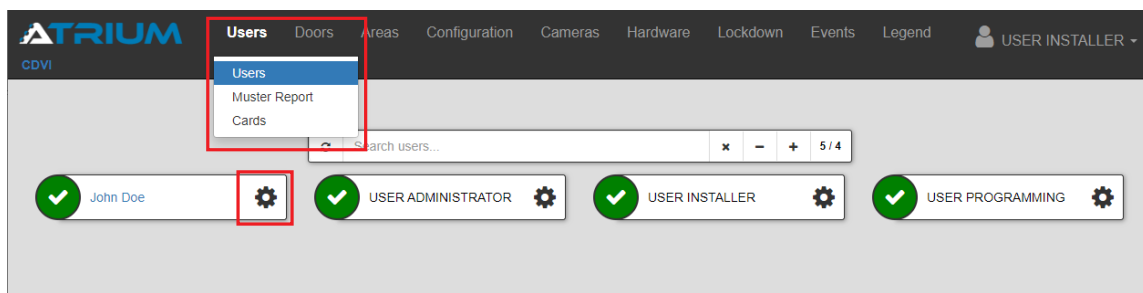 ATRIUM
CDVI
Users Doors Areas Configuration Cameras Hardware Lockdown Events Legend USER INSTALLER
Users
Muster Report
Cards
Search users... 5 / 4
John Doe USER ADMINISTRATOR USER INSTALLER USER PROGRAMMING